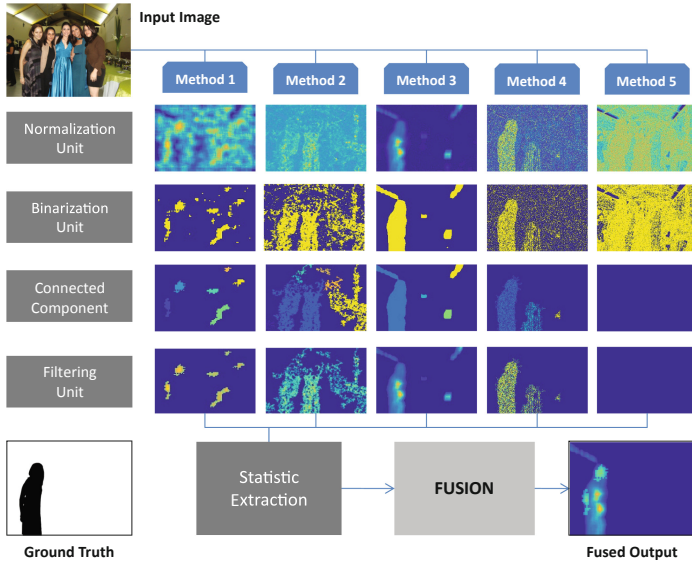 Input Image
Method 1
Method 2
Method 3
Method 4
Method 5
Normalization
Unit
Binarization
Unit
Connected
Component
Filtering
Unit
Statistic
Extraction
FUSION
Ground Truth
Fused Output